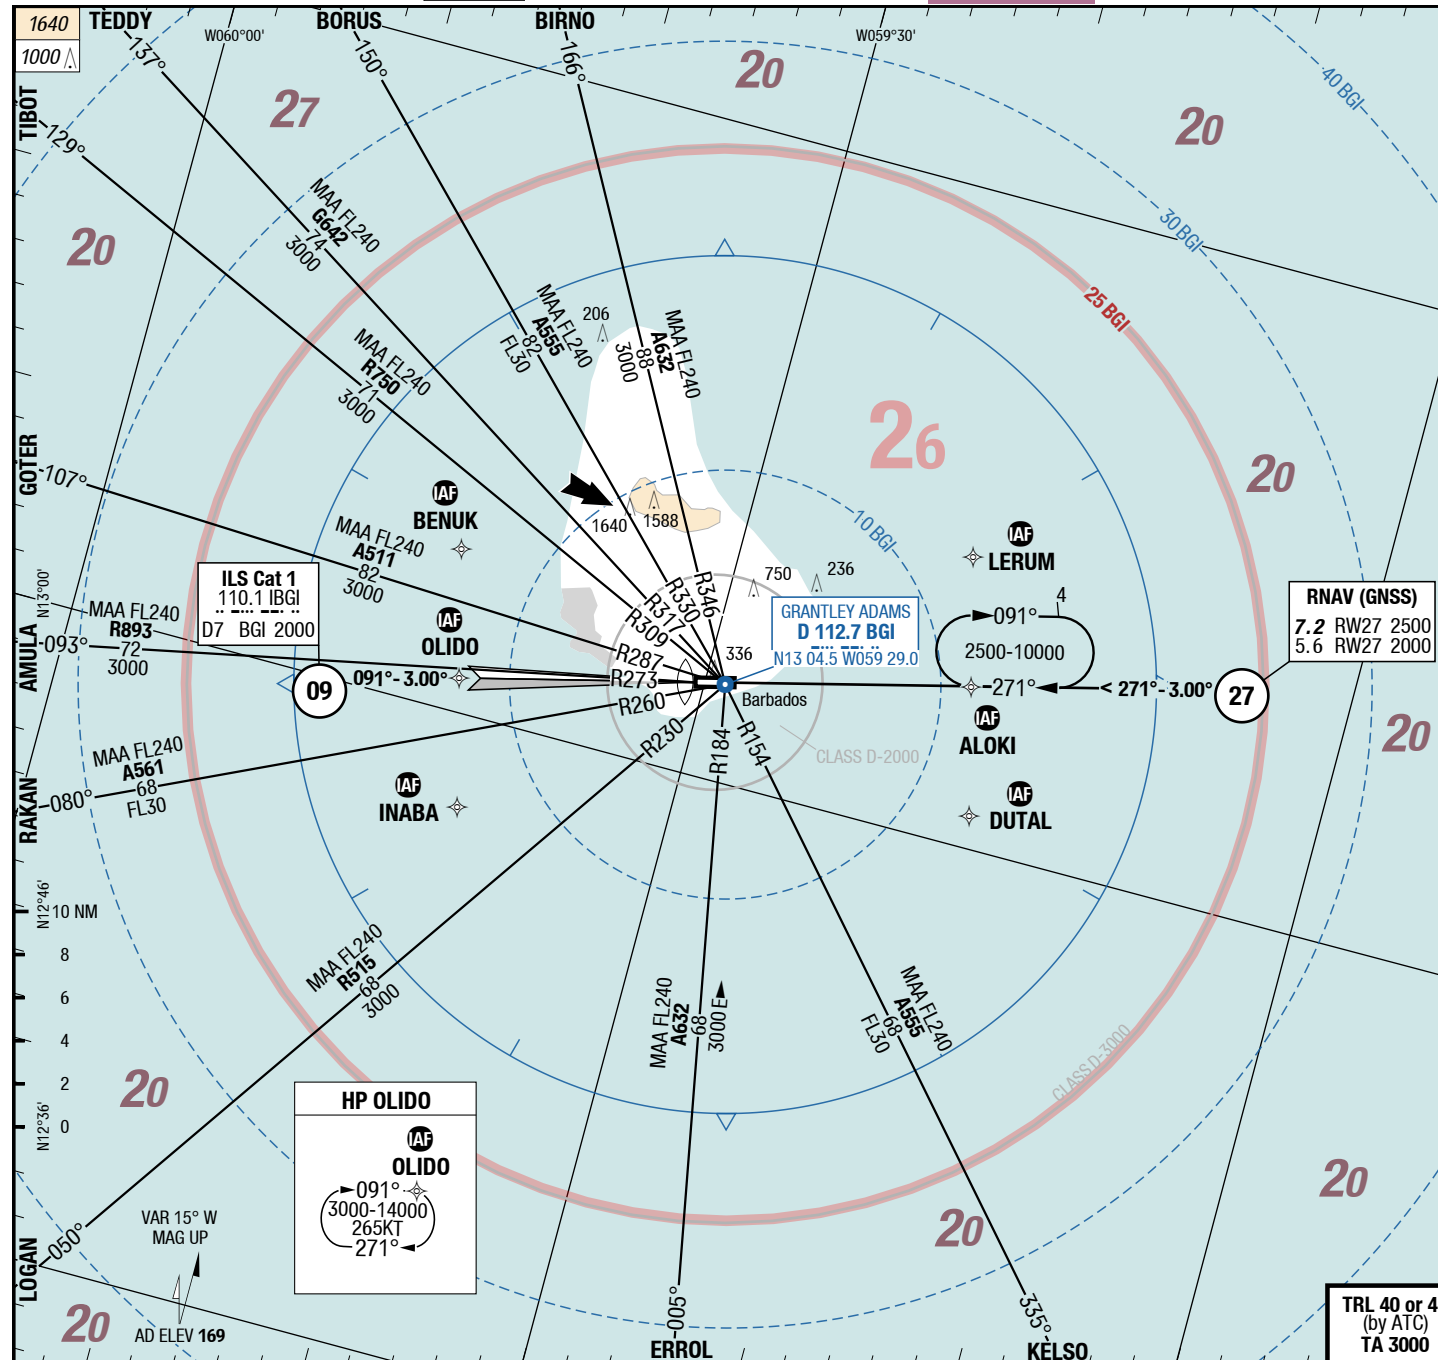 1640
1000
TEDDY
BORUS
BIRNO
W060°00'
W059°30'
137°
150°
166°
20
27
40 BGI
TIBOT
129°
20
30 BGI
20
MAA FL240
G642
74
3000
MAA FL240
A555
82
FL30
206
MAA FL240
A632
88
3000
25 BGI
MAA FL240
R750
71
3000
26
GOTER
107°
20
IAF
BENUK
1640
1588
10 BGI
MAA FL240
A511
82
3000
IAF
LERUM
ILS Cat 1
110.1 IBGI
D7 BGI 2000
N13°00'
MAA FL240
R893
72
3000
AMULA
093°
IAF
OLIDO
R346
R330
R317
R309
R287
R273
R260
R230
R184
R154
750
236
336
GRANTLEY ADAMS
D 112.7 BGI
N13 04.5 W059 29.0
091°
4
2500-10000
271°
RNAV (GNSS)
7.2 RW27 2500
5.6 RW27 2000
09
091°- 3.00°
Barbados
< 271°- 3.00°
27
IAF
ALOKI
CLASS D-2000
20
MAA FL240
A561
68
FL30
RAKAN
080°
IAF
INABA
IAF
DUTAL
N12°46'
10 NM
8
6
4
2
0
N12°36'
MAA FL240
R515
68
3000
MAA FL240
A632
68
3000 E
MAA FL240
A555
68
FL30
CLASS D-3000
20
HP OLIDO
IAF
OLIDO
091°
3000-14000
265KT
271°
20
20
VAR 15° W
MAG UP
LOGAN
050°
005°
335°
20
AD ELEV 169
ERROL
KELSO
TRL 40 or 4
(by ATC)
TA 3000